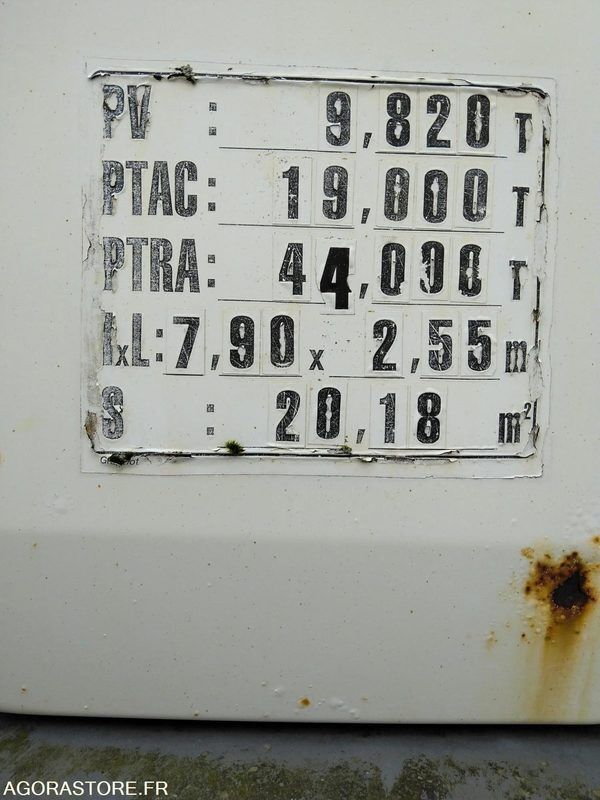 PV : 9,820 T
PTAC: 19,000 T
PTRA: 44,000 T
lxL: 7,90 x 2,55 m
S : 20,18 m²
AGORASTORE.FR